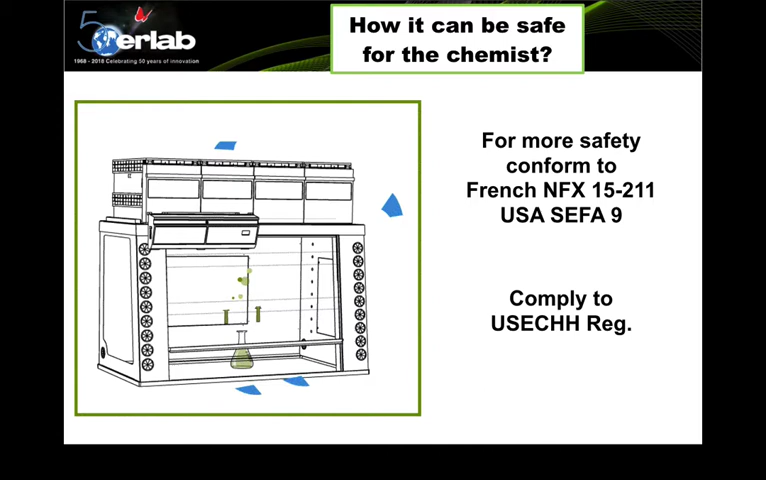 50 erlab
1968 - 2018 Celebrating 50 years of innovation
How it can be safe
for the chemist?
For more safety
conform to
French NFX 15-211
USA SEFA 9
Comply to
USECHH Reg.